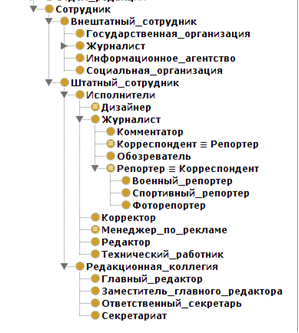 Сотрудник
Внештатный_сотрудник
Государственная_организация
Журналист
Информационное_агентство
Социальная_организация
Штатный_сотрудник
Исполнители
Дизайнер
Журналист
Комментатор
Корреспондент ≡ Репортер
Обозреватель
Репортер ≡ Корреспондент
Военный_репортер
Спортивный_репортер
Фоторепортер
Корректор
Менеджер_по_рекламе
Редактор
Технический_работник
Редакционная_коллегия
Главный_редактор
Заместитель_главного_редактора
Ответственный_секретарь
Секретариат